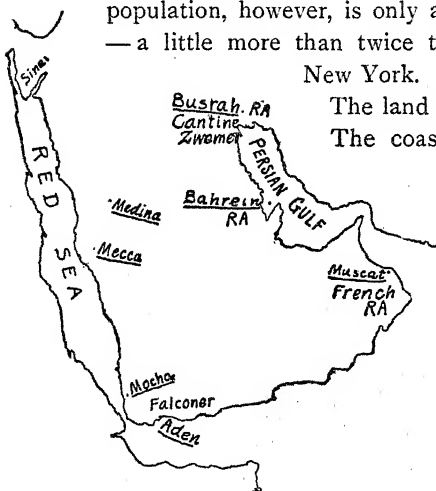 population, however, is only a
— a little more than twice t
New York.
The land
The coas
Sinai
RED SEA
Busrah. RA
Cantine
Zwemer
PERSIAN GULF
Medina
Bahrein
RA
Mecca
Muscat
French
RA
Mocha
Falconer
Aden